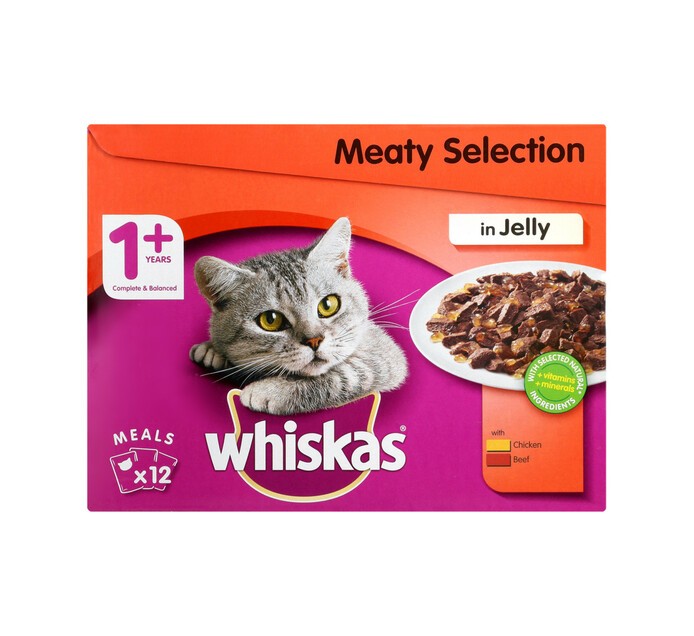 Meaty Selection
in Jelly
1+
YEARS
Complete & Balanced
WITH SELECTED NATURAL*
+ vitamins
+ minerals
INGREDIENTS
with
Chicken
Beef
MEALS
x12
whiskas®